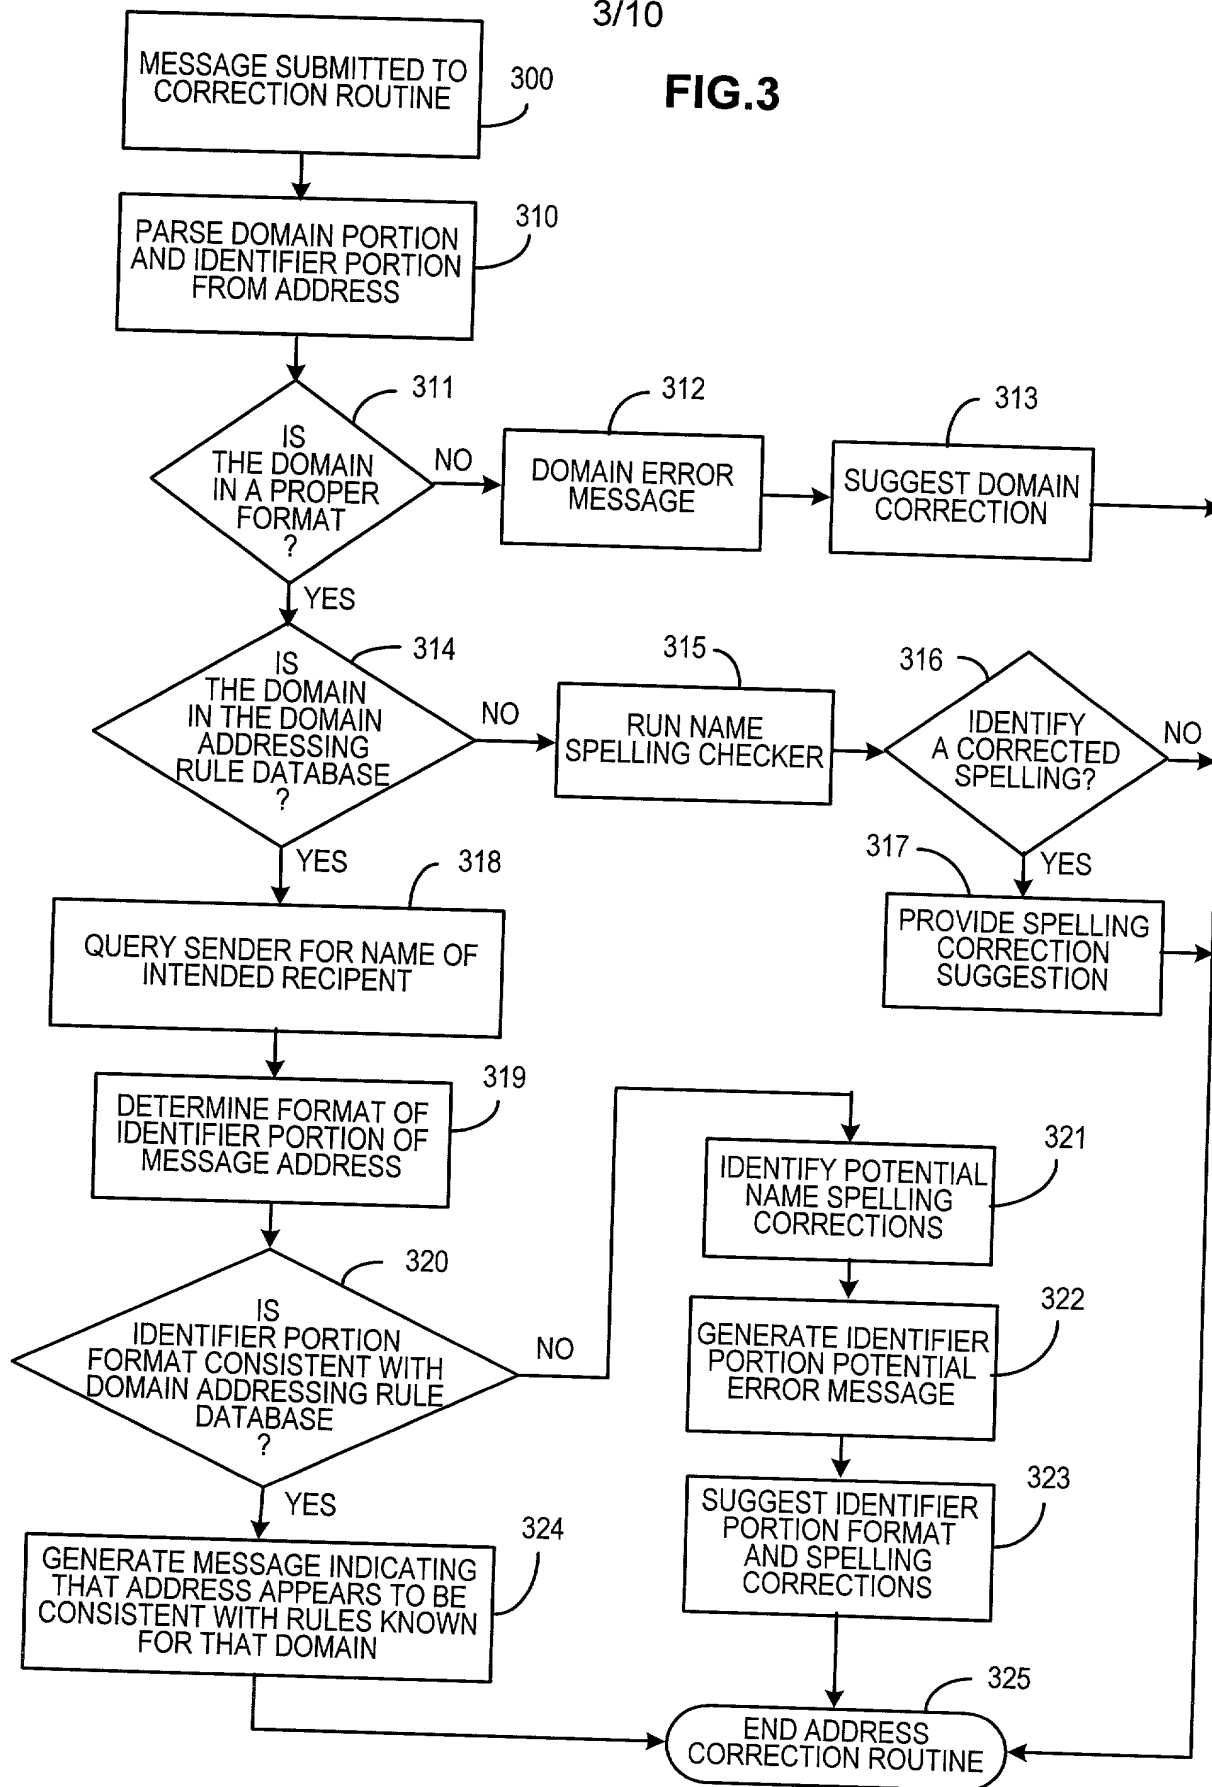 3/10
FIG.3
MESSAGE SUBMITTED TO
CORRECTION ROUTINE
300
PARSE DOMAIN PORTION
AND IDENTIFIER PORTION
FROM ADDRESS
310
IS
THE DOMAIN
IN A PROPER
FORMAT
?
311
NO
DOMAIN ERROR
MESSAGE
312
SUGGEST DOMAIN
CORRECTION
313
YES
IS
THE DOMAIN
IN THE DOMAIN
ADDRESSING
RULE DATABASE
?
314
NO
RUN NAME
SPELLING CHECKER
315
IDENTIFY
A CORRECTED
SPELLING?
316
NO
YES
317
PROVIDE SPELLING
CORRECTION
SUGGESTION
YES
318
QUERY SENDER FOR NAME OF
INTENDED RECIPENT
319
DETERMINE FORMAT OF
IDENTIFIER PORTION OF
MESSAGE ADDRESS
320
IS
IDENTIFIER PORTION
FORMAT CONSISTENT WITH
DOMAIN ADDRESSING RULE
DATABASE
?
NO
321
IDENTIFY POTENTIAL
NAME SPELLING
CORRECTIONS
322
GENERATE IDENTIFIER
PORTION POTENTIAL
ERROR MESSAGE
323
SUGGEST IDENTIFIER
PORTION FORMAT
AND SPELLING
CORRECTIONS
YES
324
GENERATE MESSAGE INDICATING
THAT ADDRESS APPEARS TO BE
CONSISTENT WITH RULES KNOWN
FOR THAT DOMAIN
325
END ADDRESS
CORRECTION ROUTINE